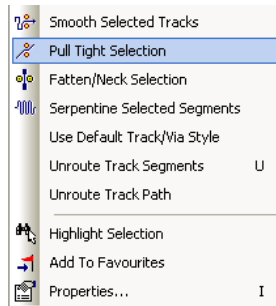 Smooth Selected Tracks
Pull Tight Selection
Fatten/Neck Selection
Serpentine Selected Segments
Use Default Track/Via Style
Unroute Track Segments U
Unroute Track Path
Highlight Selection
Add To Favourites
Properties... I